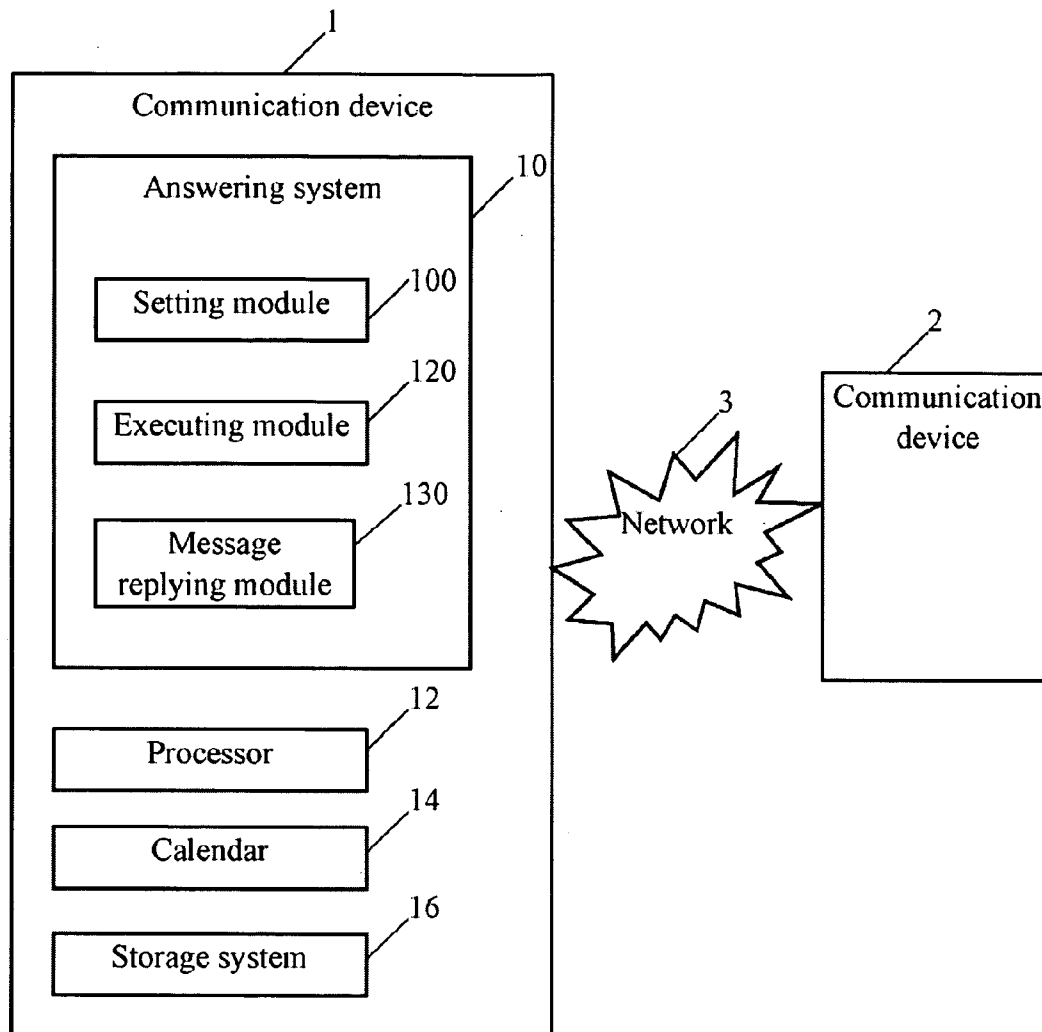 1
Communication device
10
Answering system
100
Setting module
120
Executing module
130
Message
replying module
12
Processor
14
Calendar
16
Storage system
3
Network
2
Communication
device